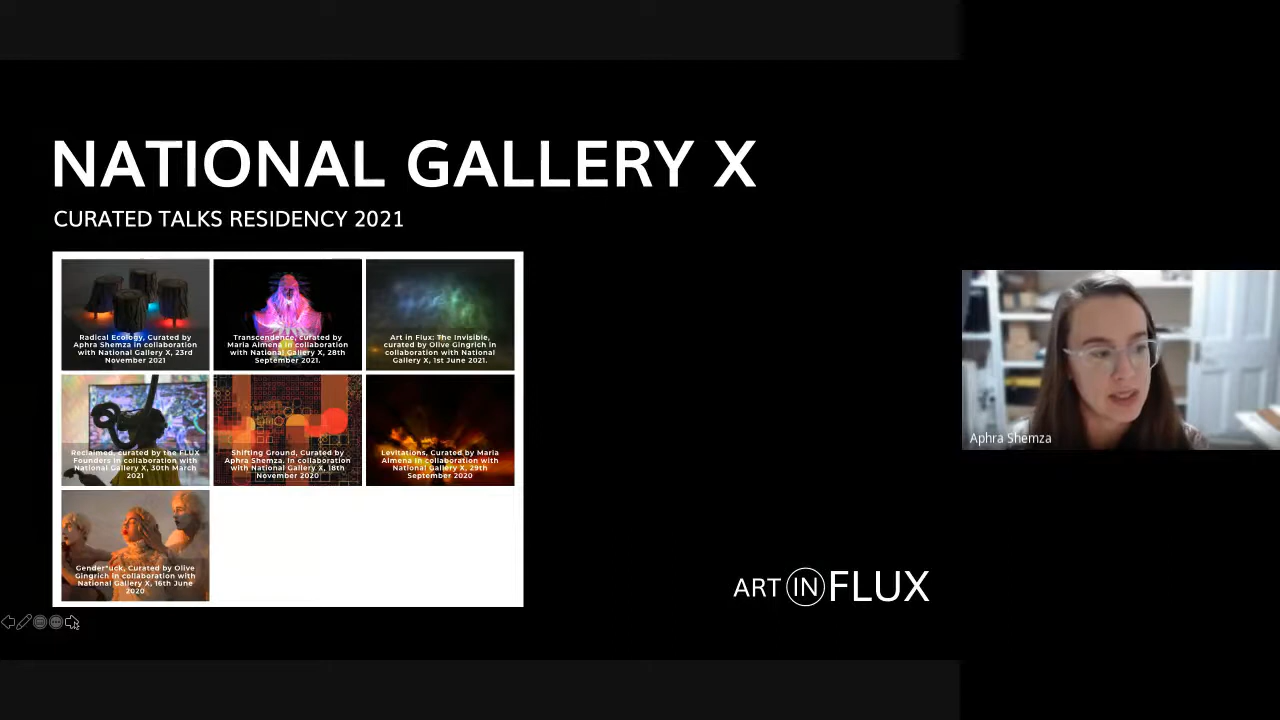 NATIONAL GALLERY X
CURATED TALKS RESIDENCY 2021
Radical Ecology, Curated by
Aphra Shemza in collaboration
with National Gallery X, 23rd
November 2021
Transcendence, curated by
Maria Almena in collaboration
with National Gallery X, 28th
September 2021.
Art in Flux: The Invisible,
curated by Olive Gingrich in
collaboration with National
Gallery X, 1st June 2021.
Reclaimed, curated by the FLUX
Founders in collaboration with
National Gallery X, 30th March
2021
Shifting Ground, Curated by
Aphra Shemza. In collaboration
with National Gallery X, 18th
November 2020
Levitations, Curated by Maria
Almena in collaboration with
National Gallery X, 29th
September 2020
Gender*uck, Curated by Olive
Gingrich in collaboration with
National Gallery X, 16th June
2020
ART IN FLUX
Aphra Shemza